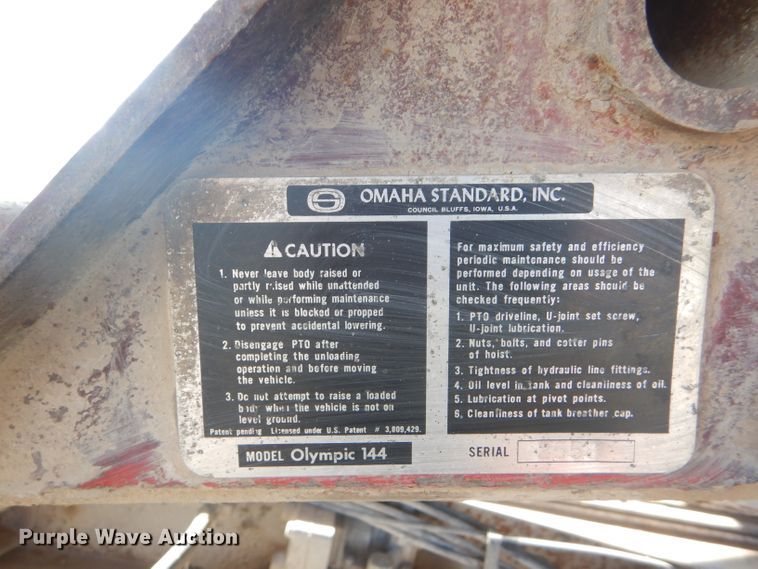 OMAHA STANDARD, INC.
COUNCIL BLUFFS, IOWA, U.S.A.
CAUTION
1. Never leave body raised or
partly raised while unattended
or while performing maintenance
unless it is blocked or propped
to prevent accidental lowering.
2. Disengage PTO after
completing the unloading
operation and before moving
the vehicle.
3. Do not attempt to raise a loaded
body when the vehicle is not on
level ground.
Patent pending Licensed under U.S. Patent # 3,809,429.
MODEL Olympic 144
For maximum safety and efficiency
periodic maintenance should be
performed depending on usage of the
unit. The following areas should be
checked frequently:
1. PTO driveline, U-joint set screw,
U-joint lubrication.
2. Nuts, bolts, and cotter pins
of hoist.
3. Tightness of hydraulic line fittings.
4. Oil level in tank and cleanliness of oil.
5. Lubrication at pivot points.
6. Cleanliness of tank breather cap.
SERIAL
Purple Wave Auction